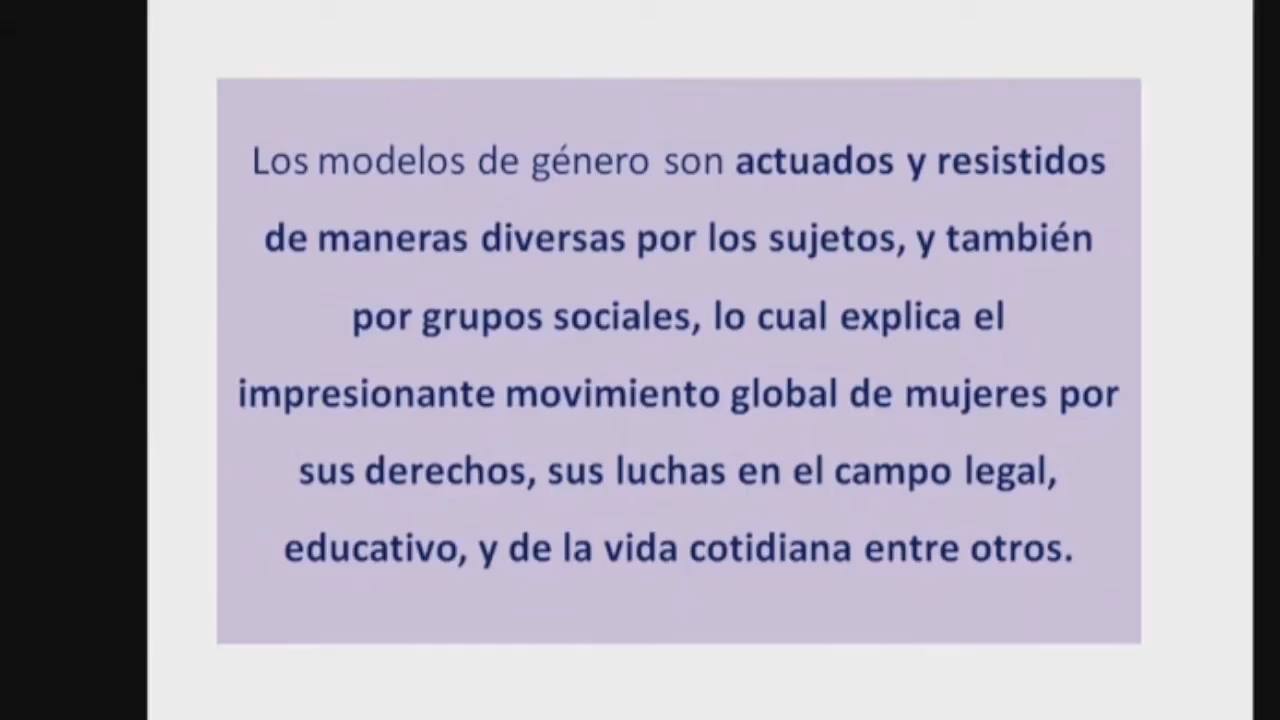 Los modelos de género son actuados y resistidos
de maneras diversas por los sujetos, y también
por grupos sociales, lo cual explica el
impresionante movimiento global de mujeres por
sus derechos, sus luchas en el campo legal,
educativo, y de la vida cotidiana entre otros.